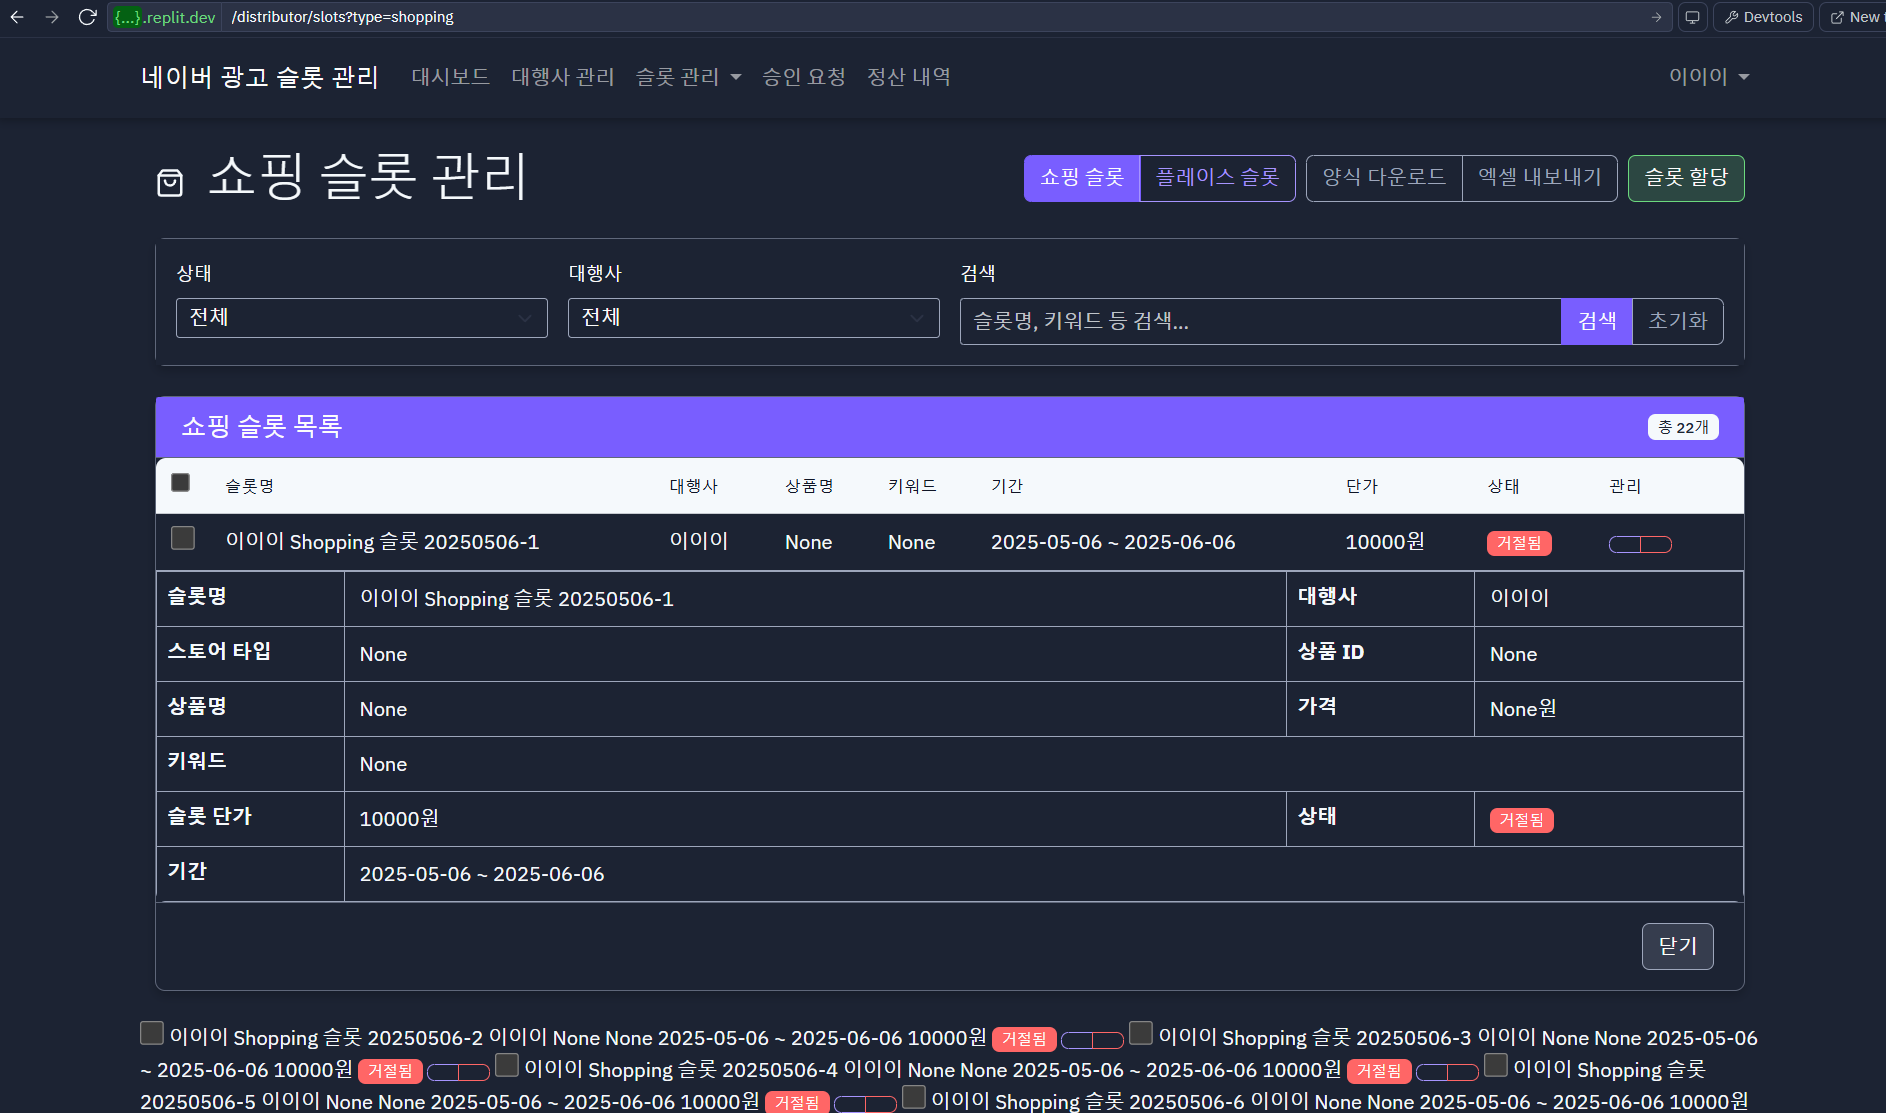 {...}.replit.dev /distributor/slots?type=shopping Devtools New
네이버 광고 슬롯 관리 대시보드 대행사 관리 슬롯 관리 승인 요청 정산 내역 이이이
쇼핑 슬롯 관리 쇼핑 슬롯 플레이스 슬롯 양식 다운로드 엑셀 내보내기 슬롯 할당
상태 대행사 검색
전체 전체 슬롯명, 키워드 등 검색... 검색 초기화
쇼핑 슬롯 목록 총 22개
슬롯명 대행사 상품명 키워드 기간 단가 상태 관리
이이이 Shopping 슬롯 20250506-1 이이이 None None 2025-05-06 ~ 2025-06-06 10000원 거절됨
슬롯명 이이이 Shopping 슬롯 20250506-1 대행사 이이이
스토어 타입 None 상품 ID None
상품명 None 가격 None원
키워드 None
슬롯 단가 10000원 상태 거절됨
기간 2025-05-06 ~ 2025-06-06
닫기
이이이 Shopping 슬롯 20250506-2 이이이 None None 2025-05-06 ~ 2025-06-06 10000원 거절됨 이이이 Shopping 슬롯 20250506-3 이이이 None None 2025-05-06
~ 2025-06-06 10000원 거절됨 이이이 Shopping 슬롯 20250506-4 이이이 None None 2025-05-06 ~ 2025-06-06 10000원 거절됨 이이이 Shopping 슬롯
20250506-5 이이이 None None 2025-05-06 ~ 2025-06-06 10000원 거절됨 이이이 Shopping 슬롯 20250506-6 이이이 None None 2025-05-06 ~ 2025-06-06 10000원